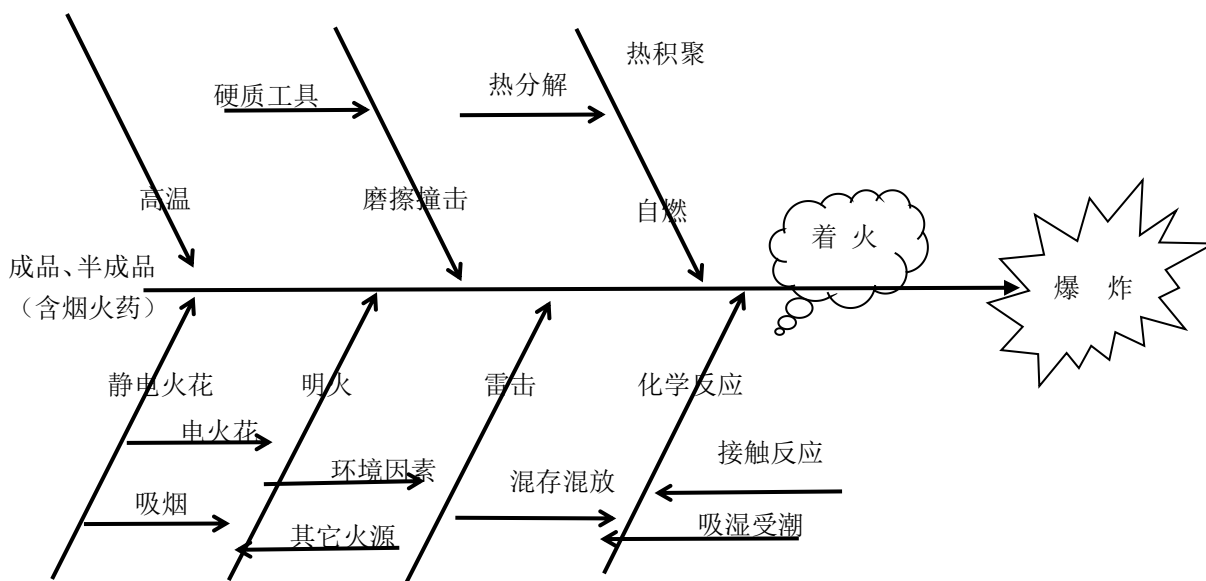 热积聚
热分解
硬质工具
高温
磨擦撞击
自燃
着 火
成品、半成品
（含烟火药）
爆 炸
静电火花
明火
雷击
化学反应
电火花
接触反应
环境因素
混存混放
吸烟
吸湿受潮
其它火源